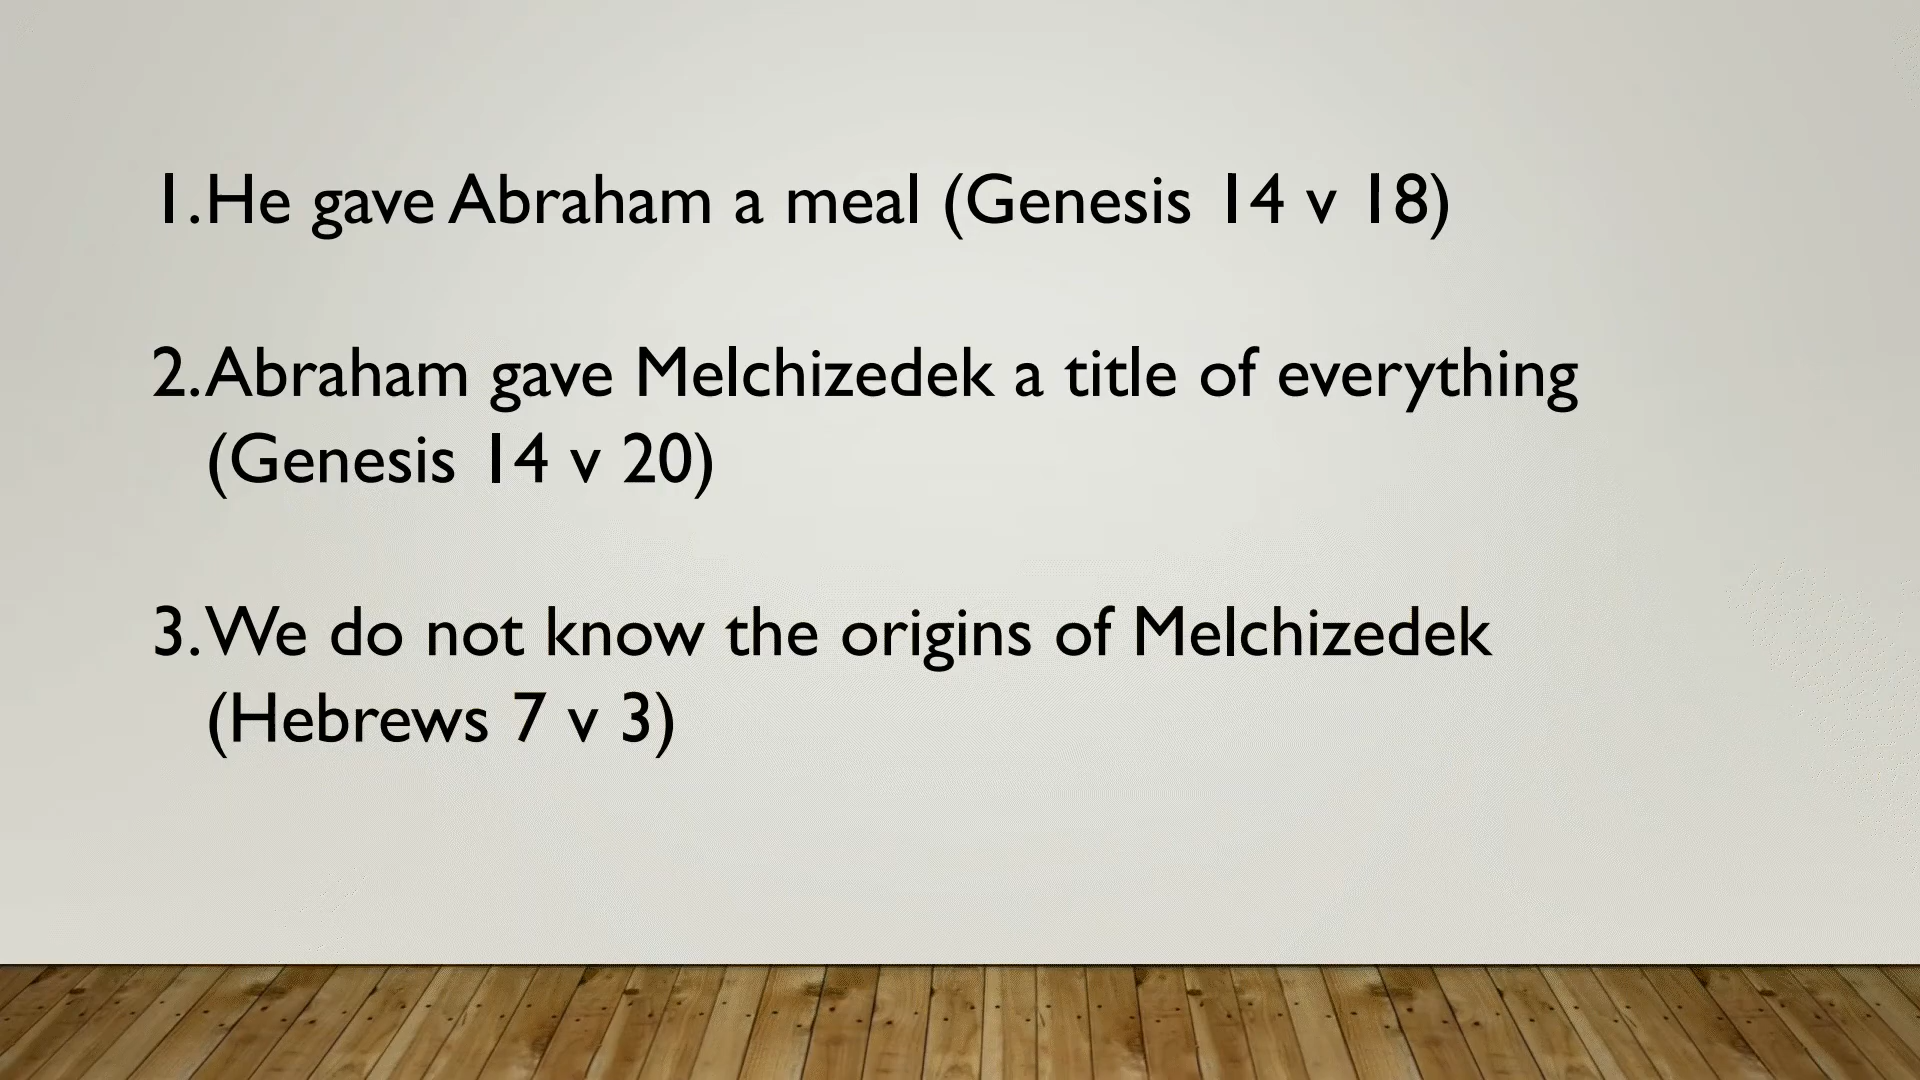 1. He gave Abraham a meal (Genesis 14 v 18)
2. Abraham gave Melchizedek a title of everything
(Genesis 14 v 20)
3. We do not know the origins of Melchizedek
(Hebrews 7 v 3)